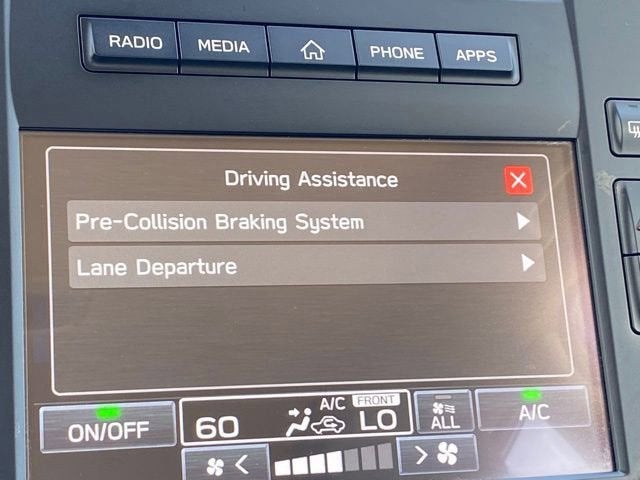 RADIO MEDIA PHONE APPS
Driving Assistance
Pre-Collision Braking System
Lane Departure
ON/OFF 60 A/C FRONT LO ALL A/C